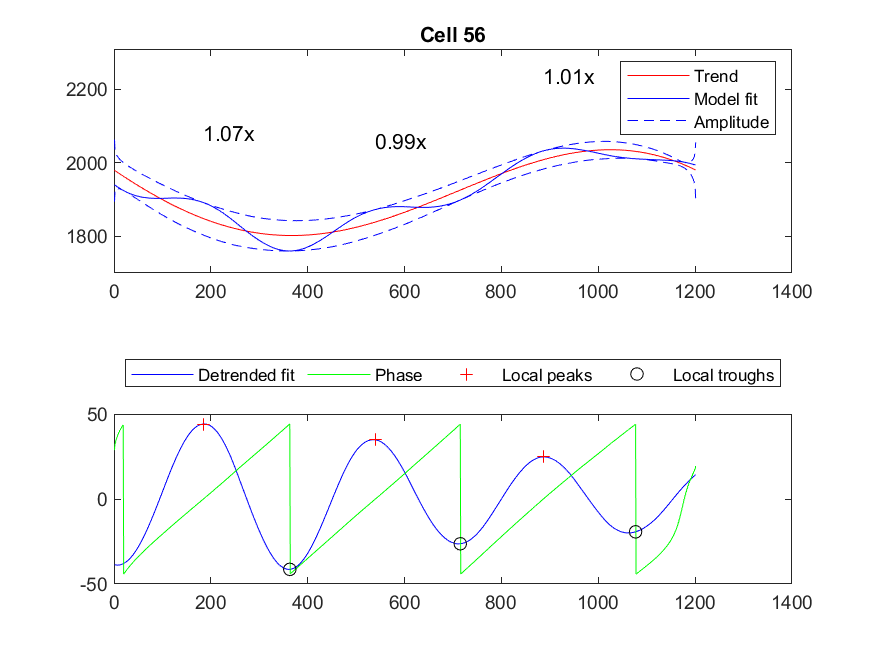 Cell 56
2200
2000
1800
1.07x
0.99x
1.01x
Trend
Model fit
Amplitude
0 200 400 600 800 1000 1200 1400
Detrended fit Phase Local peaks Local troughs
50
0
-50
0 200 400 600 800 1000 1200 1400